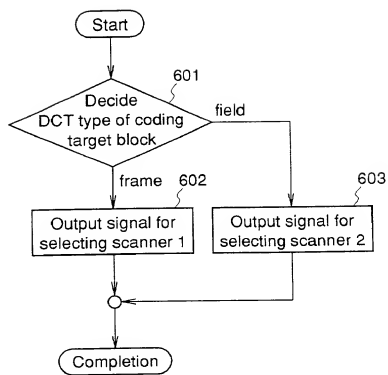 Start
601
Decide
DCT type of coding
target block
field
frame
602
603
Output signal for
selecting scanner 1
Output signal for
selecting scanner 2
Completion